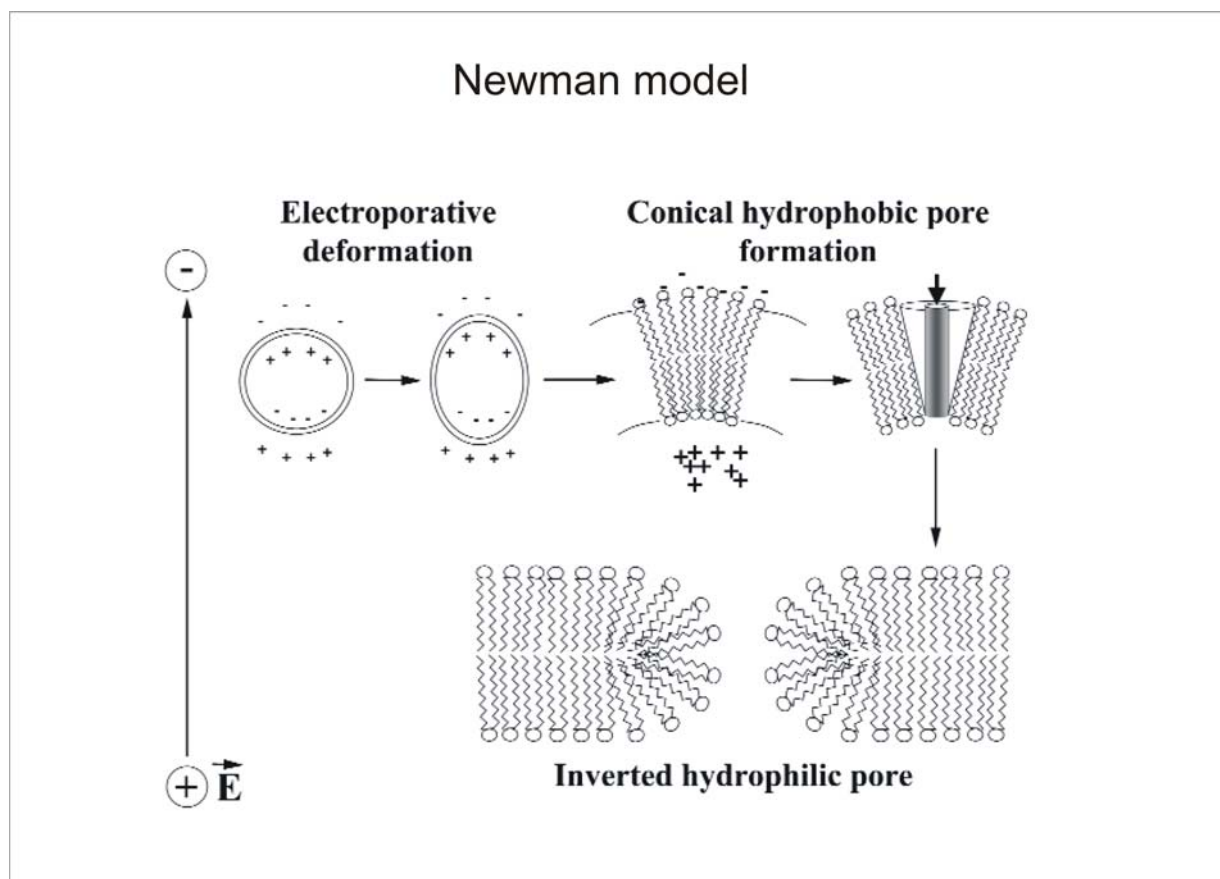 Newman model
Electroporative
deformation
Conical hydrophobic pore
formation
-
- - - -
+ + + +
- - - -
+ + + +
- - - -
+ + + +
- - - -
+ + + +
- - - - - -
+ + + +
+ + +
+ +
+ E
Inverted hydrophilic pore